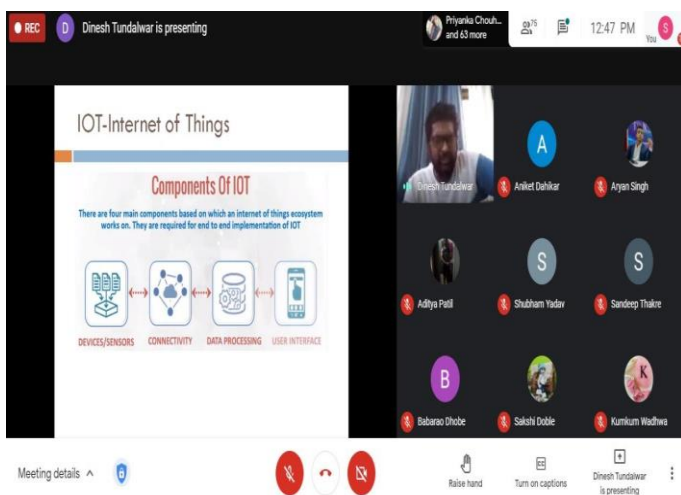 REC
D
Dinesh Tundalwar is presenting
Priyanka Chouh...
and 63 more
75
12:47 PM
You
S
IOT-Internet of Things
Components Of IOT
There are four main components based on which an internet of things ecosystem
works on. They are required for end to end implementation of IOT
DEVICES/SENSORS CONNECTIVITY DATA PROCESSING USER INTERFACE
Dinesh Tundalwar
A
Aniket Dahikar
Aryan Singh
Aditya Patil
S
Shubham Yadav
S
Sandeep Thakre
B
Babarao Dhobe
Sakshi Doble
K
Kumkum Wadhwa
Meeting details
Raise hand
Turn on captions
Dinesh Tundalwar
is presenting